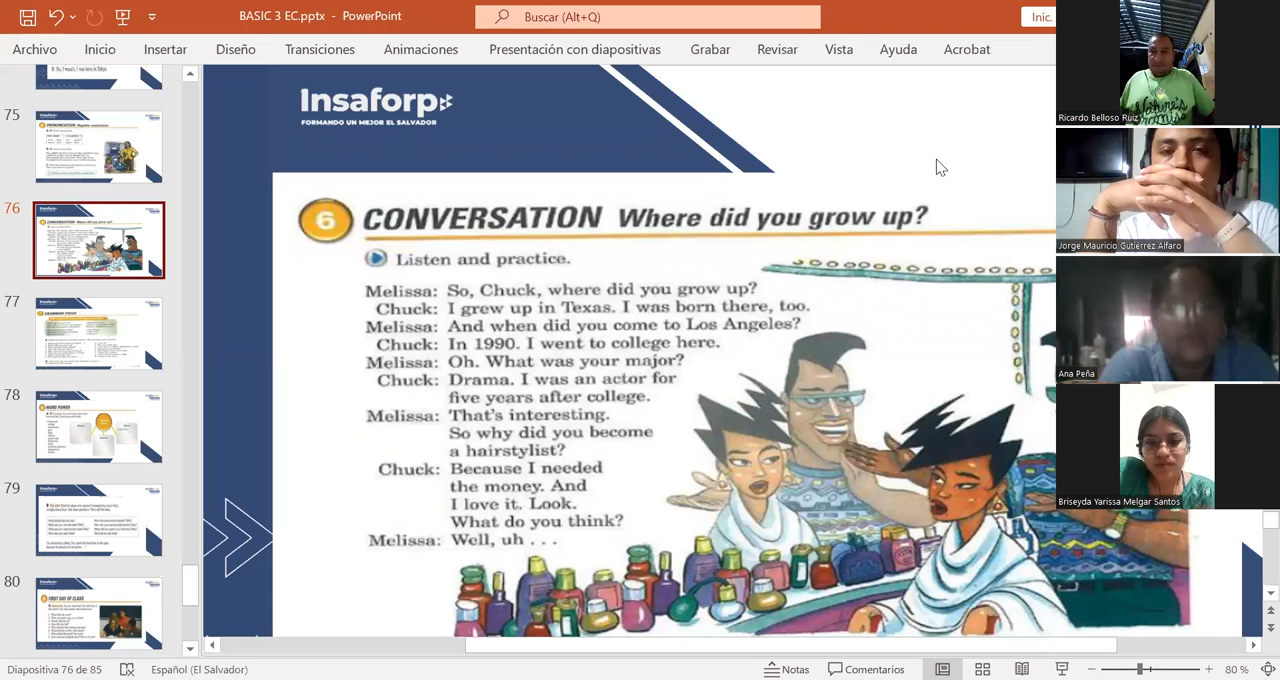 BASIC 3 EC.pptx - PowerPoint
Buscar (Alt+Q)
Inic.
Archivo Inicio Insertar Diseño Transiciones Animaciones Presentación con diapositivas Grabar Revisar Vista Ayuda Acrobat
75
76
77
78
79
80
Insaforp
FORMANDO UN MEJOR EL SALVADOR
6 CONVERSATION Where did you grow up?
Listen and practice.
Melissa: So, Chuck, where did you grow up?
Chuck: I grew up in Texas. I was born there, too.
Melissa: And when did you come to Los Angeles?
Chuck: In 1990. I went to college here.
Melissa: Oh. What was your major?
Chuck: Drama. I was an actor for
five years after college.
Melissa: That's interesting.
So why did you become
a hairstylist?
Chuck: Because I needed
the money. And
I love it. Look.
What do you think?
Melissa: Well, uh . . .
Ricardo Belloso Ruiz
Jorge Mauricio Gutiérrez Alfaro
Ana Peña
Briseyda Yarissa Melgar Santos
Diapositiva 76 de 85
Español (El Salvador)
Notas
Comentarios
80 %